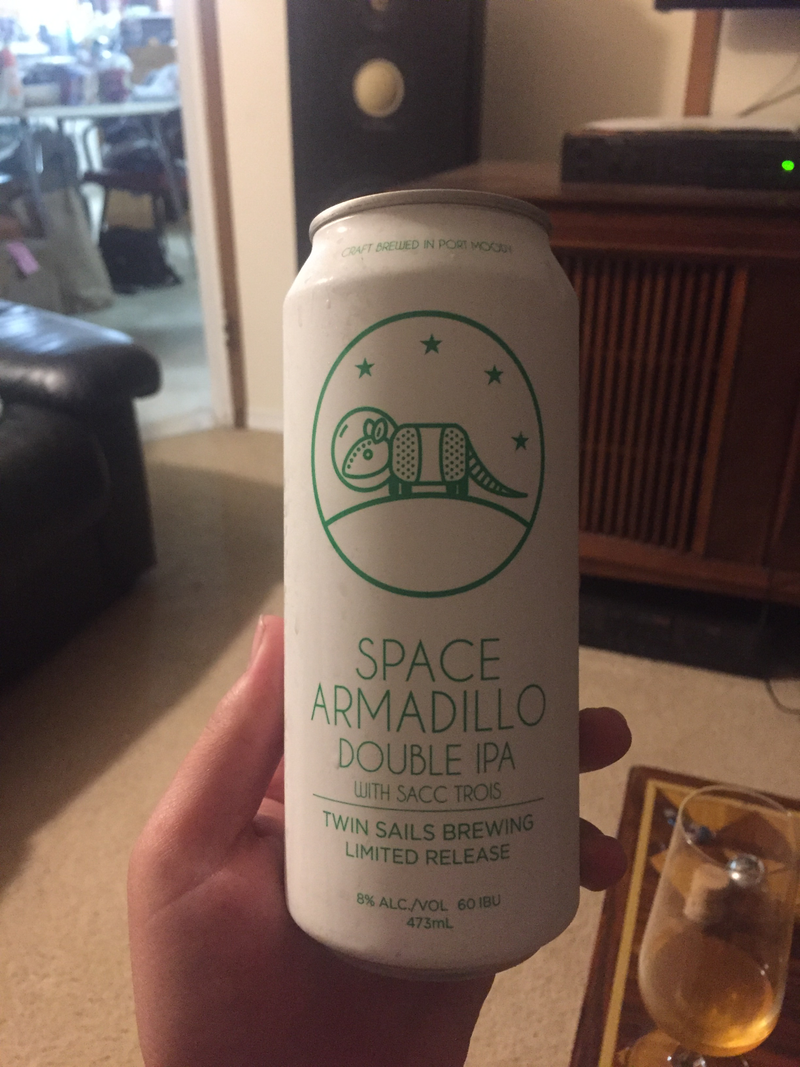 CRAFT BREWED IN PORT MOODY
SPACE
ARMADILLO
DOUBLE IPA
WITH SACC TROIS
TWIN SAILS BREWING
LIMITED RELEASE
8% ALC./VOL 60 IBU
473mL